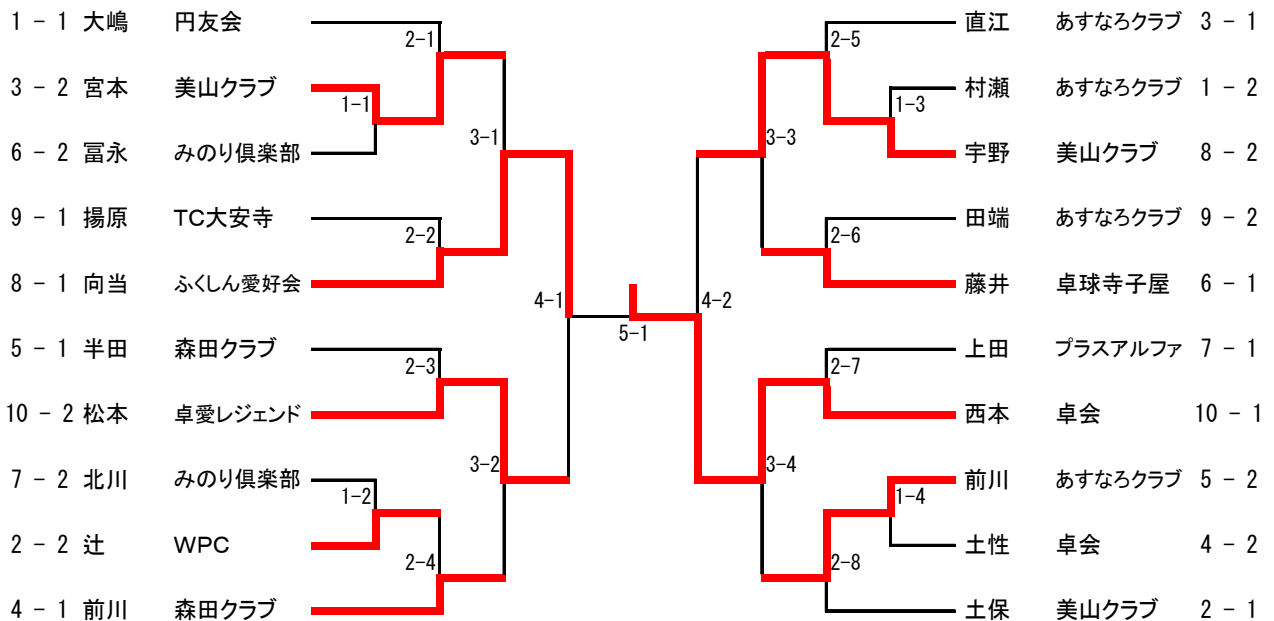 1 - 1 大嶋 円友会
3 - 2 宮本 美山クラブ
6 - 2 冨永 みのり倶楽部
9 - 1 揚原 TC大安寺
8 - 1 向当 ふくしん愛好会
5 - 1 半田 森田クラブ
10 - 2 松本 卓愛レジェンド
7 - 2 北川 みのり倶楽部
2 - 2 辻 WPC
4 - 1 前川 森田クラブ
2-1
1-1
3-1
2-2
4-1
2-3
3-2
1-2
2-4
5-1
2-5
1-3
3-3
2-6
4-2
2-7
3-4
1-4
2-8
直江 あすなろクラブ 3 - 1
村瀬 あすなろクラブ 1 - 2
宇野 美山クラブ 8 - 2
田端 あすなろクラブ 9 - 2
藤井 卓球寺子屋 6 - 1
上田 プラスアルファ 7 - 1
西本 卓会 10 - 1
前川 あすなろクラブ 5 - 2
土性 卓会 4 - 2
土保 美山クラブ 2 - 1